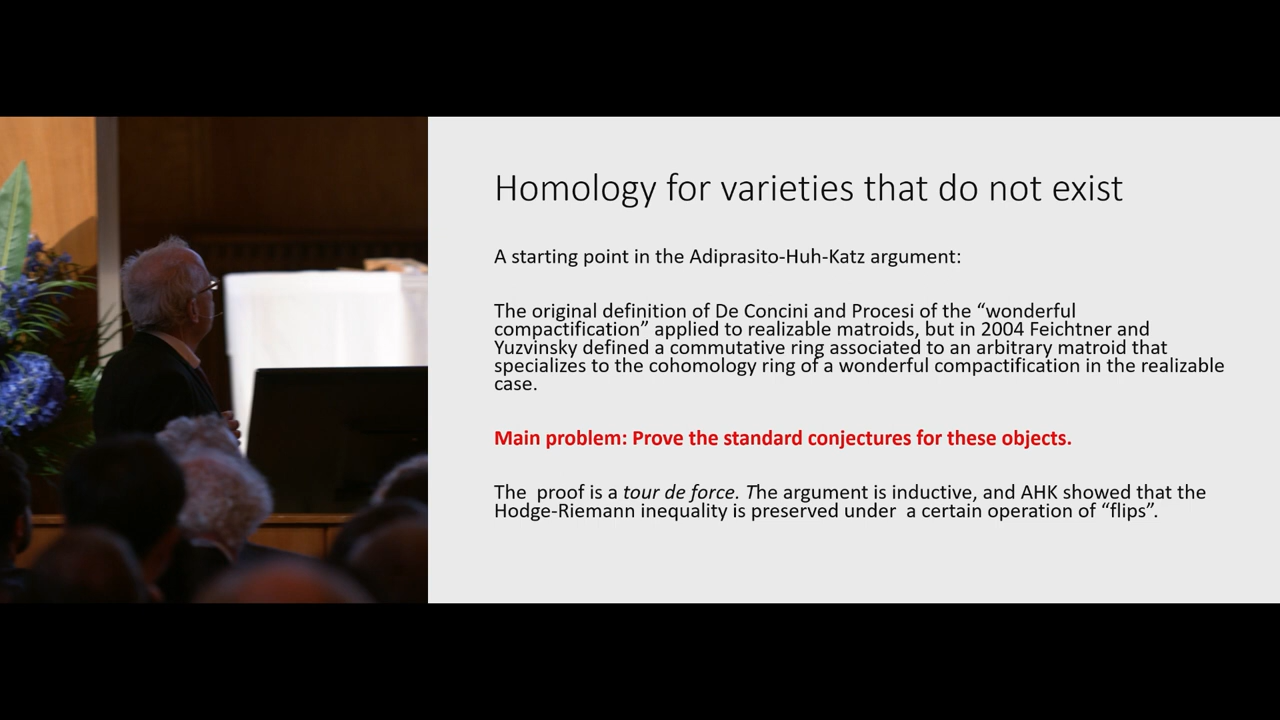 Homology for varieties that do not exist
A starting point in the Adiprasito-Huh-Katz argument:
The original definition of De Concini and Procesi of the “wonderful
compactification” applied to realizable matroids, but in 2004 Feichtner and
Yuzvinsky defined a commutative ring associated to an arbitrary matroid that
specializes to the cohomology ring of a wonderful compactification in the realizable
case.
Main problem: Prove the standard conjectures for these objects.
The  proof is a tour de force. The argument is inductive, and AHK showed that the
Hodge-Riemann inequality is preserved under  a certain operation of “flips”.